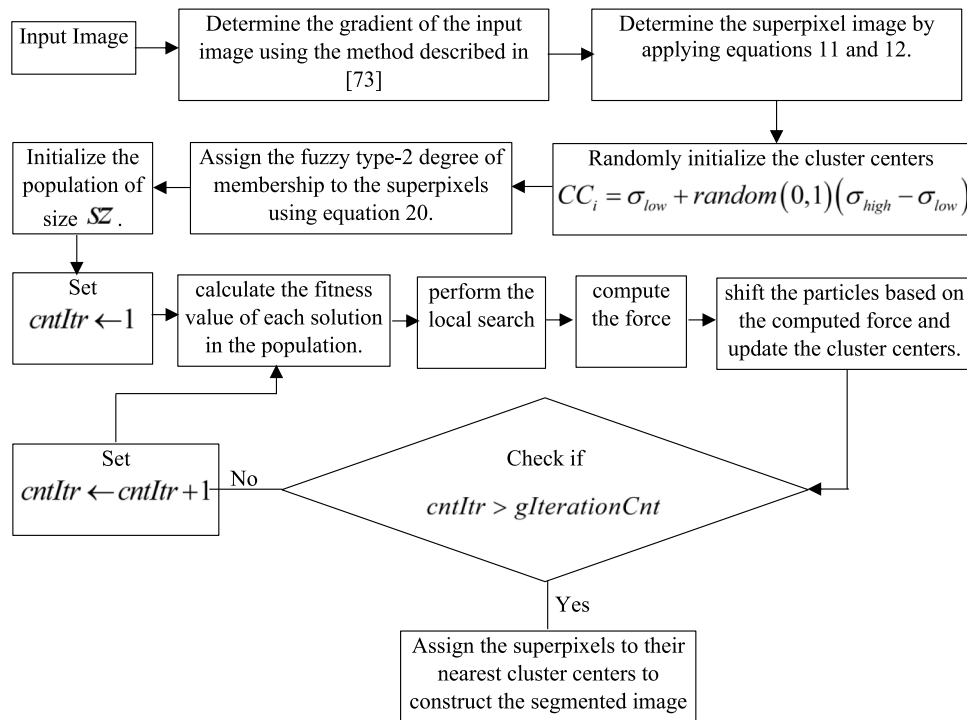 Input Image
Determine the gradient of the input
image using the method described in
[73]
Determine the superpixel image by
applying equations 11 and 12.
Randomly initialize the cluster centers
CC_i = σ_low + random(0,1)(σ_high − σ_low)
Assign the fuzzy type-2 degree of
membership to the superpixels
using equation 20.
Initialize the
population of
size SZ .
Set
cntItr ← 1
calculate the fitness
value of each solution
in the population.
perform the
local search
compute
the force
shift the particles based on
the computed force and
update the cluster centers.
Check if
cntItr > gIterationCnt
No
Set
cntItr ← cntItr + 1
Yes
Assign the superpixels to their
nearest cluster centers to
construct the segmented image